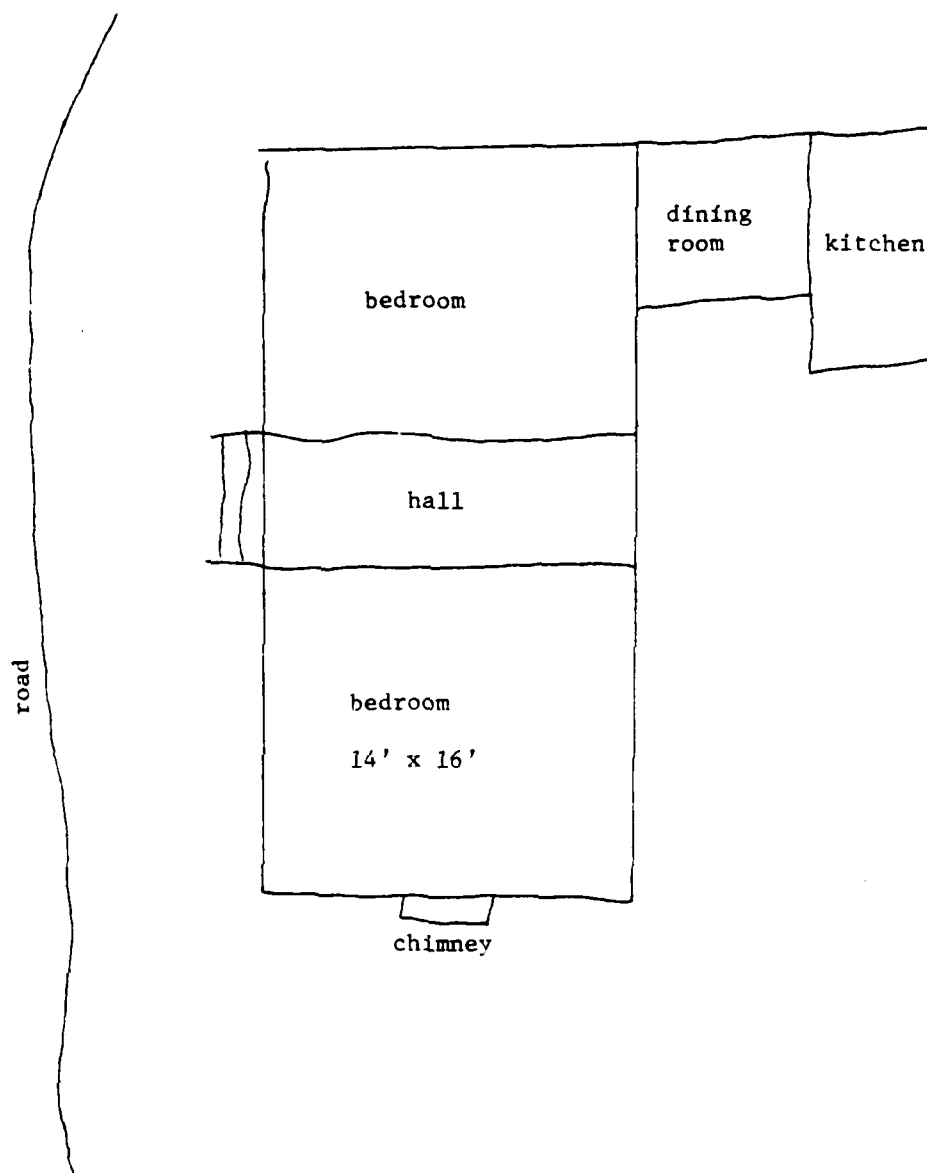 dining
room
kitchen
bedroom
hall
road
bedroom
14' x 16'
chimney